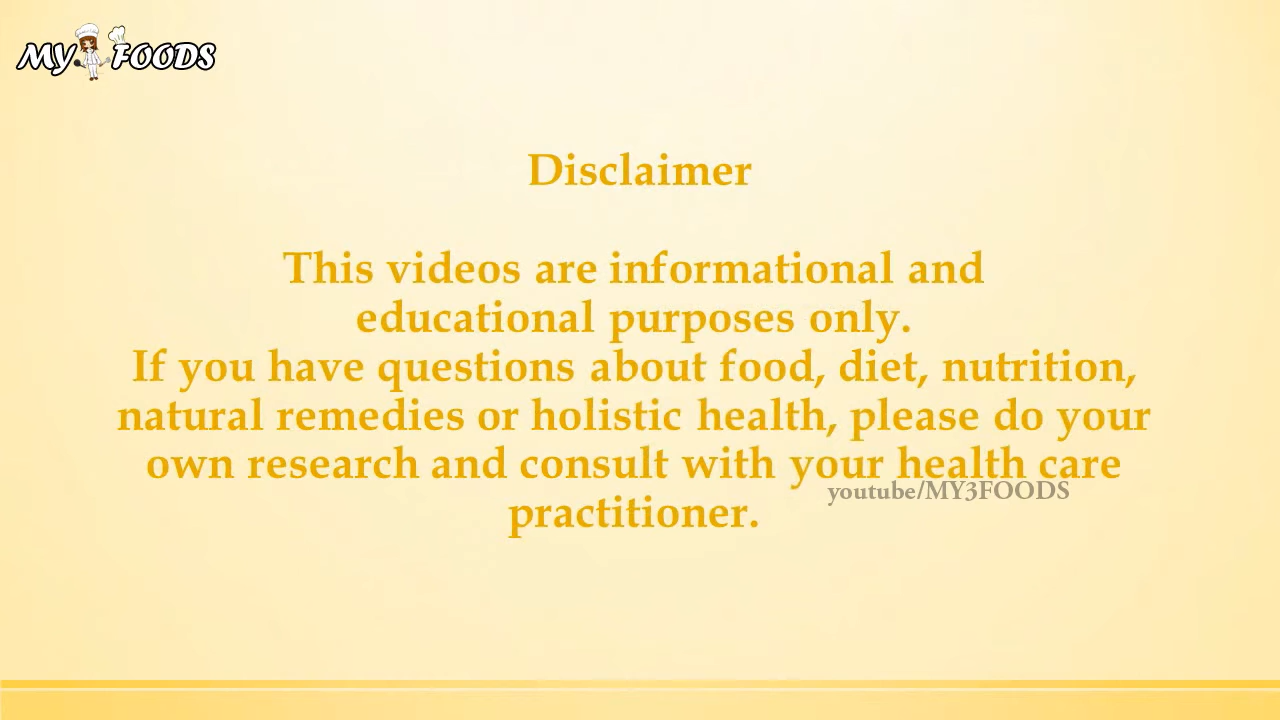 MY FOODS
Disclaimer
This videos are informational and
educational purposes only.
If you have questions about food, diet, nutrition,
natural remedies or holistic health, please do your
own research and consult with your health care
youtube/MY3FOODS
practitioner.